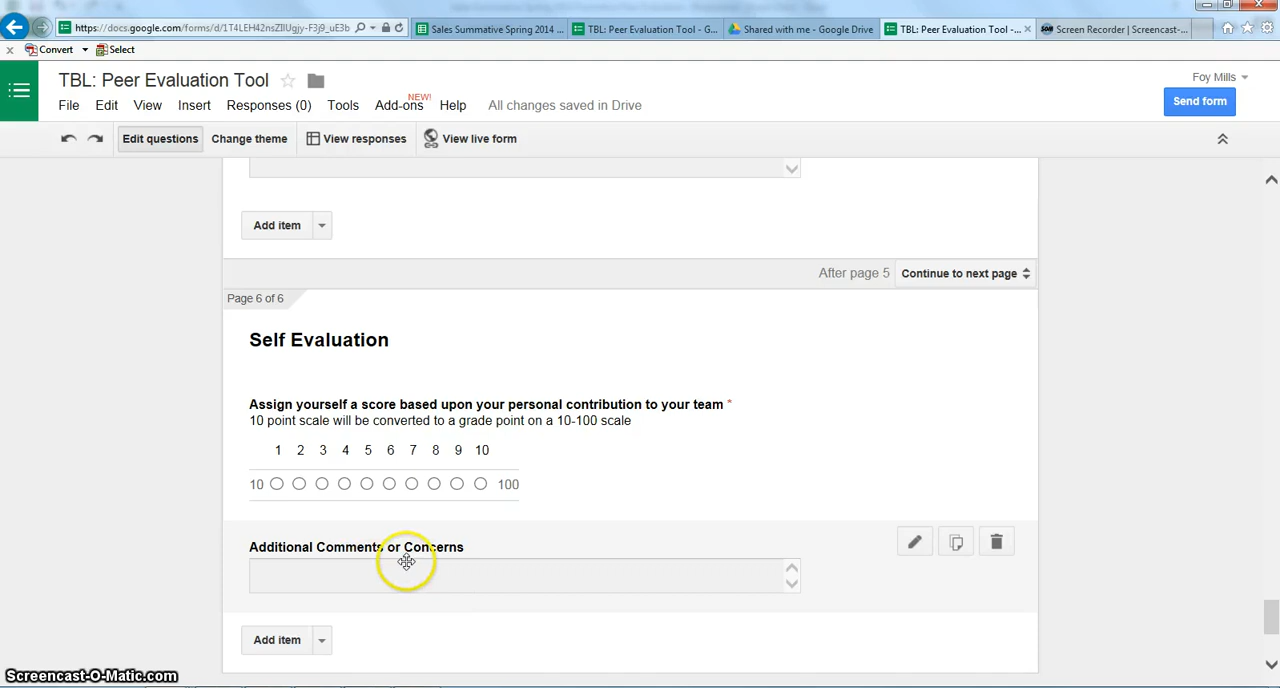 https://docs.google.com/forms/d/1T4LEH42nsZIlUgjy-F3j9_uE3b
Sales Summative Spring 2014 ...
TBL: Peer Evaluation Tool - G...
Shared with me - Google Drive
TBL: Peer Evaluation Tool -...
Screen Recorder | Screencast-...
Convert
Select
TBL: Peer Evaluation Tool
Foy Mills
File Edit View Insert Responses (0) Tools Add-ons NEW! Help All changes saved in Drive
Send form
Edit questions Change theme View responses View live form
Add item
After page 5 Continue to next page
Page 6 of 6
Self Evaluation
Assign yourself a score based upon your personal contribution to your team *
10 point scale will be converted to a grade point on a 10-100 scale
1 2 3 4 5 6 7 8 9 10
10 100
Additional Comments or Concerns
Add item
Screencast-O-Matic.com